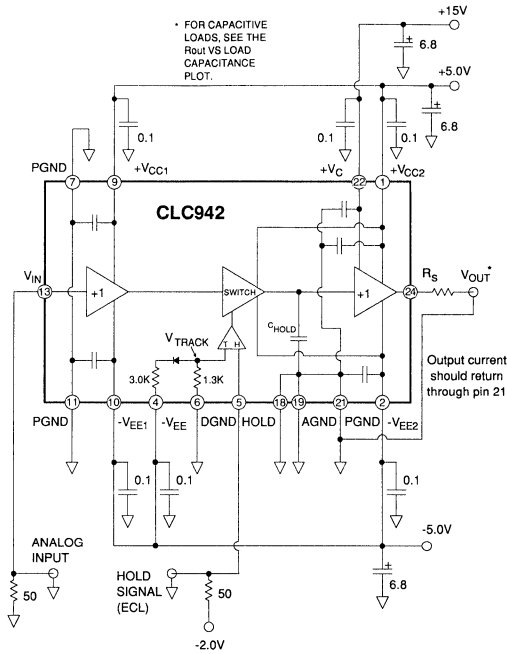 * FOR CAPACITIVE
LOADS, SEE THE
Rout VS LOAD
CAPACITANCE
PLOT.
+15V
6.8
+5.0V
6.8
0.1
0.1
0.1
PGND
+VCC1
+VC
+VCC2
7
9
22
1
CLC942
VIN
13
+1
SWITCH
+1
24
RS
VOUT*
T H
CHOLD
VTRACK
3.0K
1.3K
Output current
should return
through pin 21
11
10
4
6
5
18
19
21
2
PGND
-VEE1
-VEE
DGND
HOLD
AGND
PGND
-VEE2
0.1
0.1
0.1
-5.0V
6.8
ANALOG
INPUT
50
HOLD
SIGNAL
(ECL)
50
-2.0V